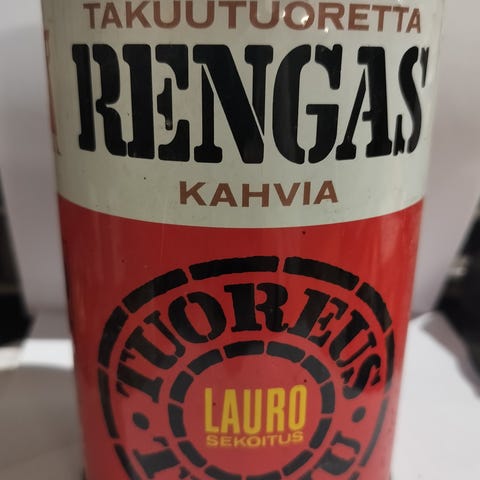 TAKUUTUORETTA
RENGAS
KAHVIA
TUOREUS
LAURO
SEKOITUS